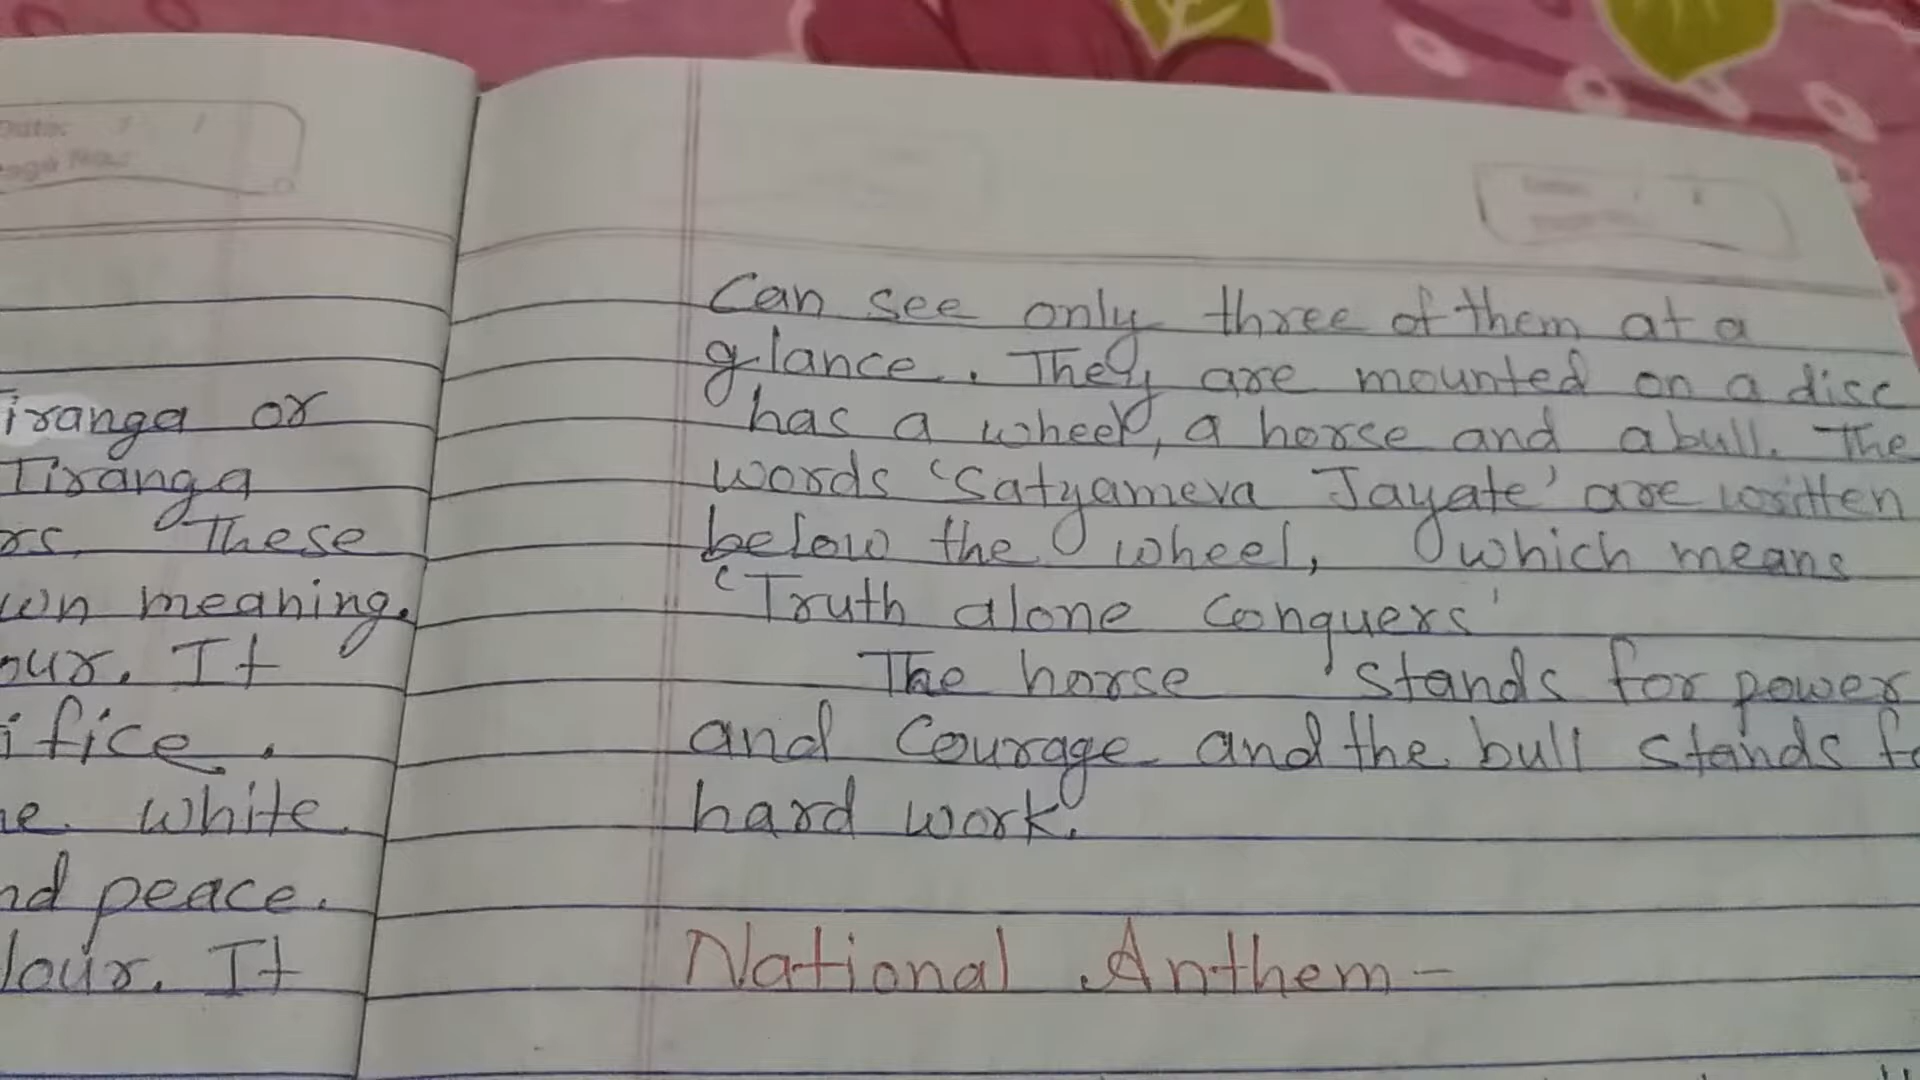 iranga or
Tiranga
rs. These
wn meaning.
our. It
ifice.
white
nd peace.
lour. It
Can see only three of them at a
glance. They are mounted on a disc
has a wheel, a horse and a bull. The
words 'Satyameva Jayate' are written
below the wheel, which means
'Truth alone Conquers'
The horse stands for power
and Courage and the bull stands fo
hard work.
National Anthem -